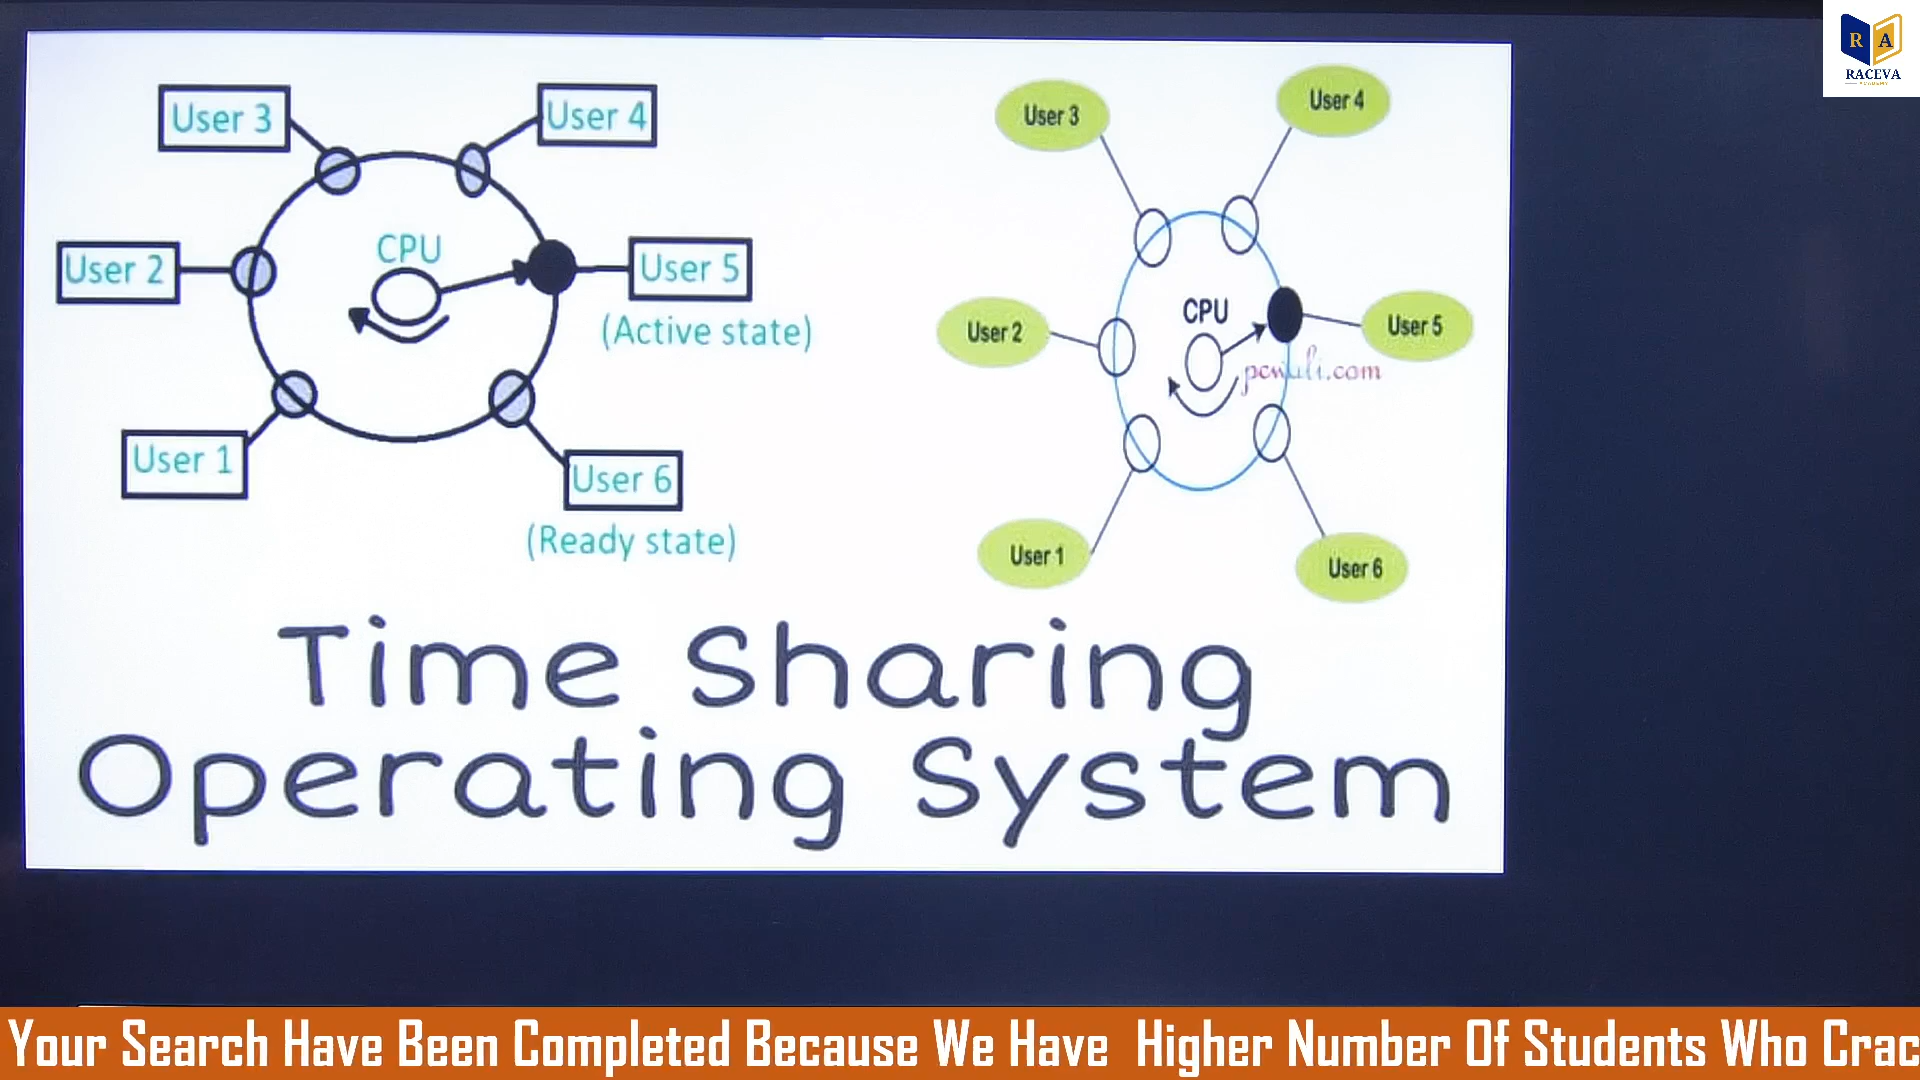 R A
RACEVA
ACADEMY
User 3
User 4
User 2
CPU
User 5
(Active state)
User 1
User 6
(Ready state)
User 3
User 4
User 2
CPU
User 5
User 1
User 6
Time Sharing
Operating System
Your Search Have Been Completed Because We Have Higher Number Of Students Who Crac